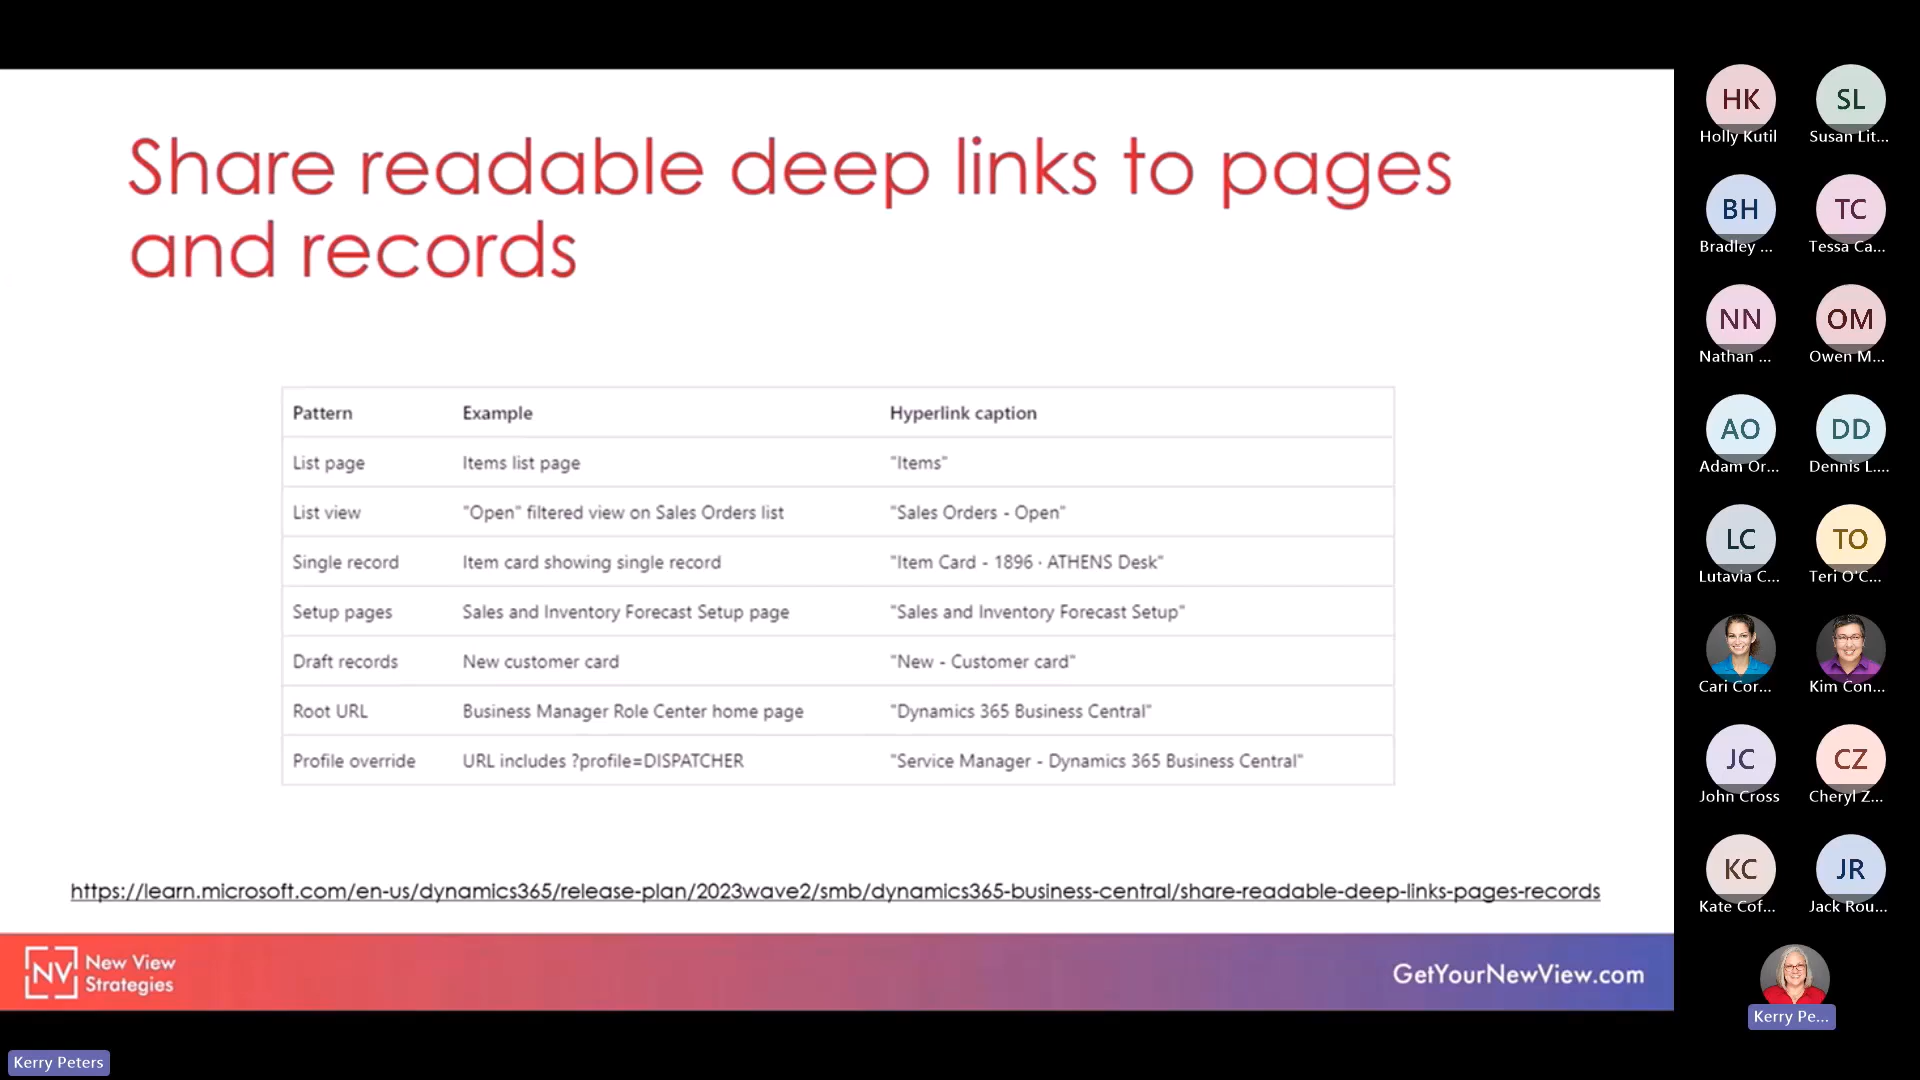 Share readable deep links to pages
and records
Pattern Example Hyperlink caption
List page Items list page "Items"
List view "Open" filtered view on Sales Orders list "Sales Orders - Open"
Single record Item card showing single record "Item Card - 1896 · ATHENS Desk"
Setup pages Sales and Inventory Forecast Setup page "Sales and Inventory Forecast Setup"
Draft records New customer card "New - Customer card"
Root URL Business Manager Role Center home page "Dynamics 365 Business Central"
Profile override URL includes ?profile=DISPATCHER "Service Manager - Dynamics 365 Business Central"
https://learn.microsoft.com/en-us/dynamics365/release-plan/2023wave2/smb/dynamics365-business-central/share-readable-deep-links-pages-records
NV New View
Strategies
GetYourNewView.com
Kerry Peters
HK SL
Holly Kutil Susan Lit...
BH TC
Bradley ... Tessa Ca...
NN OM
Nathan ... Owen M...
AO DD
Adam Or... Dennis L....
LC TO
Lutavia C... Teri O'C...
Cari Cor... Kim Con...
JC CZ
John Cross Cheryl Z...
KC JR
Kate Cof... Jack Rou...
Kerry Pe...